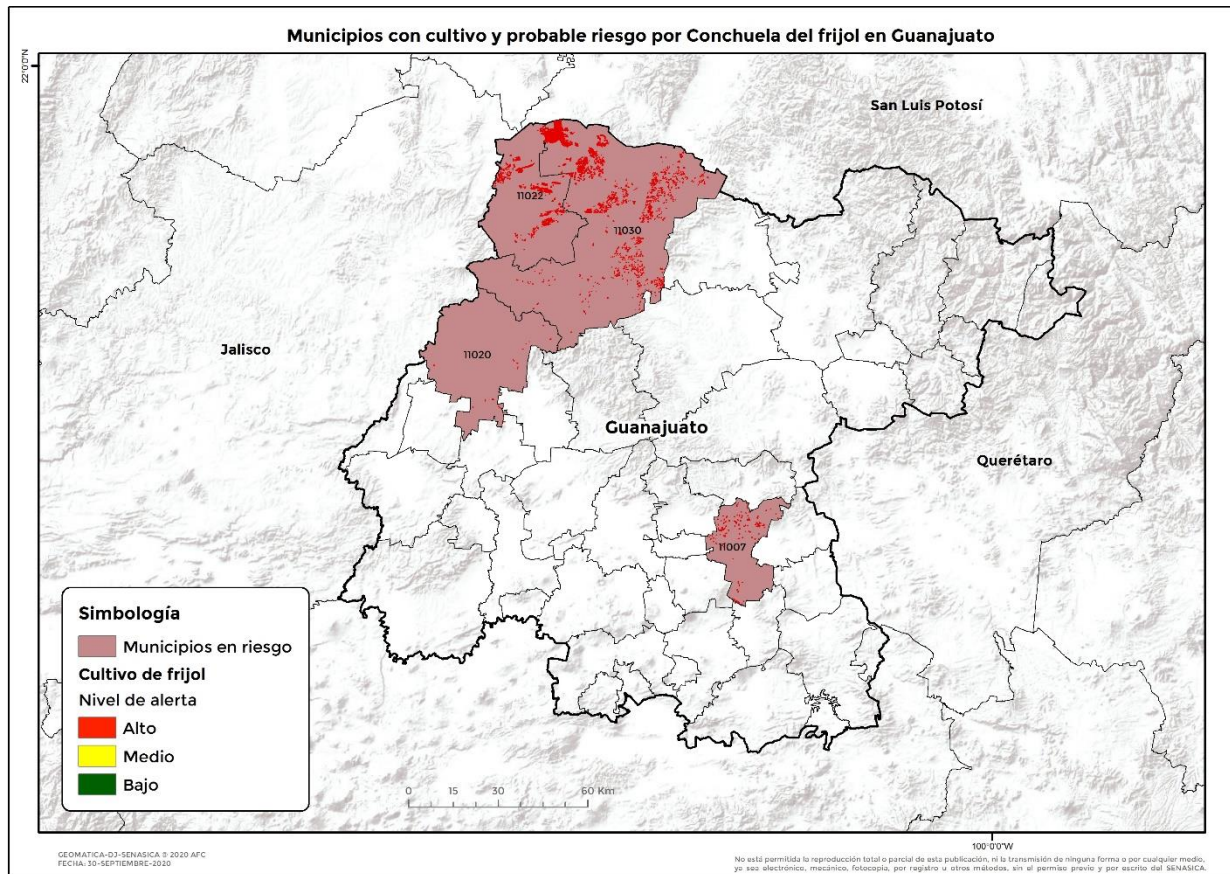 Municipios con cultivo y probable riesgo por Conchuela del frijol en Guanajuato
22°0'0"N
San Luis Potosí
11022
11030
Jalisco
11020
Guanajuato
Querétaro
11007
Simbología
Municipios en riesgo
Cultivo de frijol
Nivel de alerta
Alto
Medio
Bajo
0 15 30 60 Km
100°0'0"W
GEOMATICA-DJ-SENASICA © 2020 AFC
FECHA: 30-SEPTIEMBRE-2020
No está permitida la reproducción total o parcial de esta publicación, ni la transmisión de ninguna forma o por cualquier medio,
ya sea electrónico, mecánico, fotocopia, por registro u otros métodos, sin el permiso previo y por escrito del SENASICA.